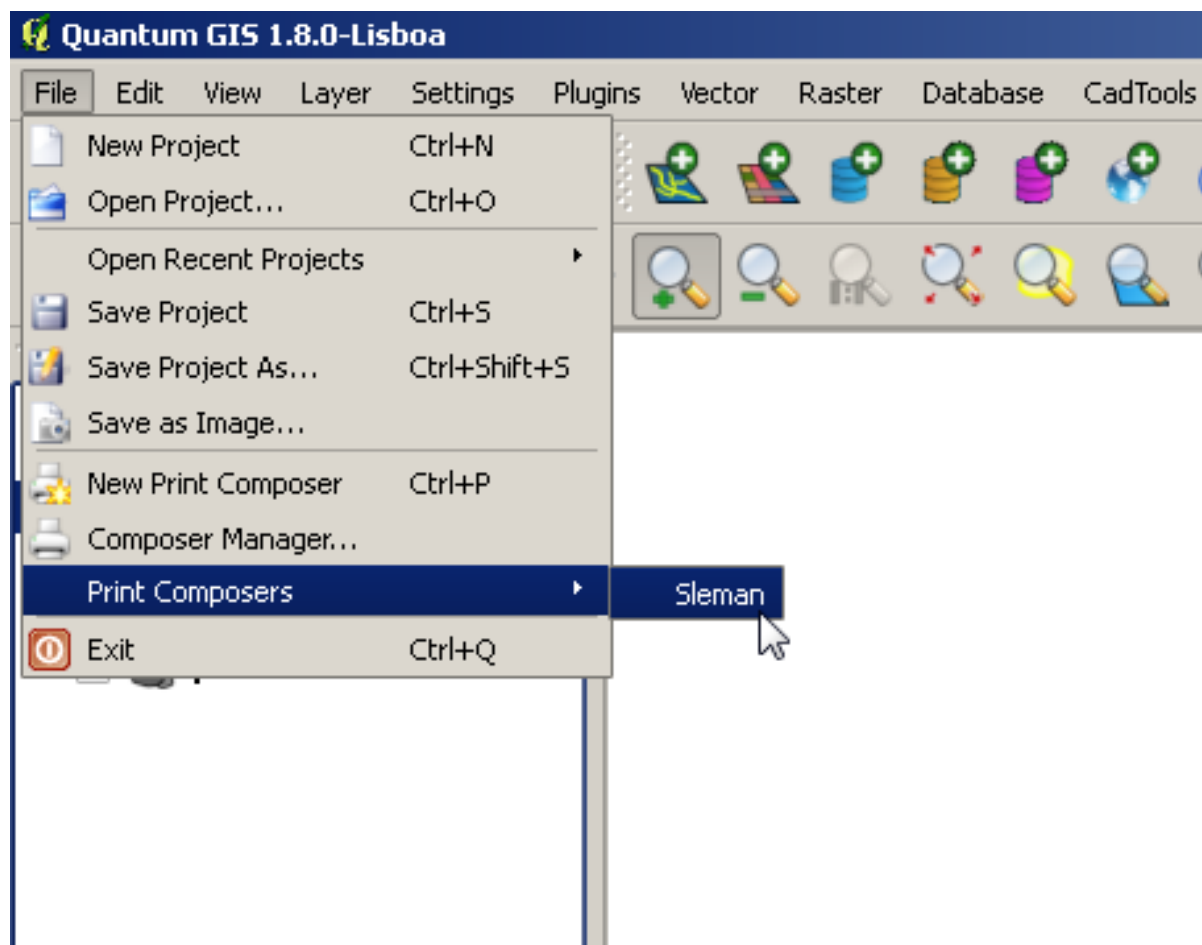 Quantum GIS 1.8.0-Lisboa
File Edit View Layer Settings Plugins Vector Raster Database CadTools
New Project Ctrl+N
Open Project... Ctrl+O
Open Recent Projects
Save Project Ctrl+S
Save Project As... Ctrl+Shift+S
Save as Image...
New Print Composer Ctrl+P
Composer Manager...
Print Composers Sleman
Exit Ctrl+Q